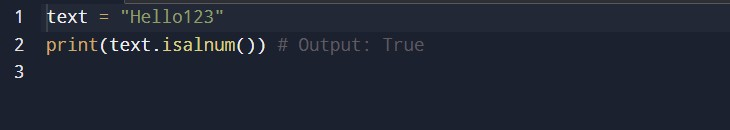 1 text = "Hello123"
2 print(text.isalnum()) # Output: True
3